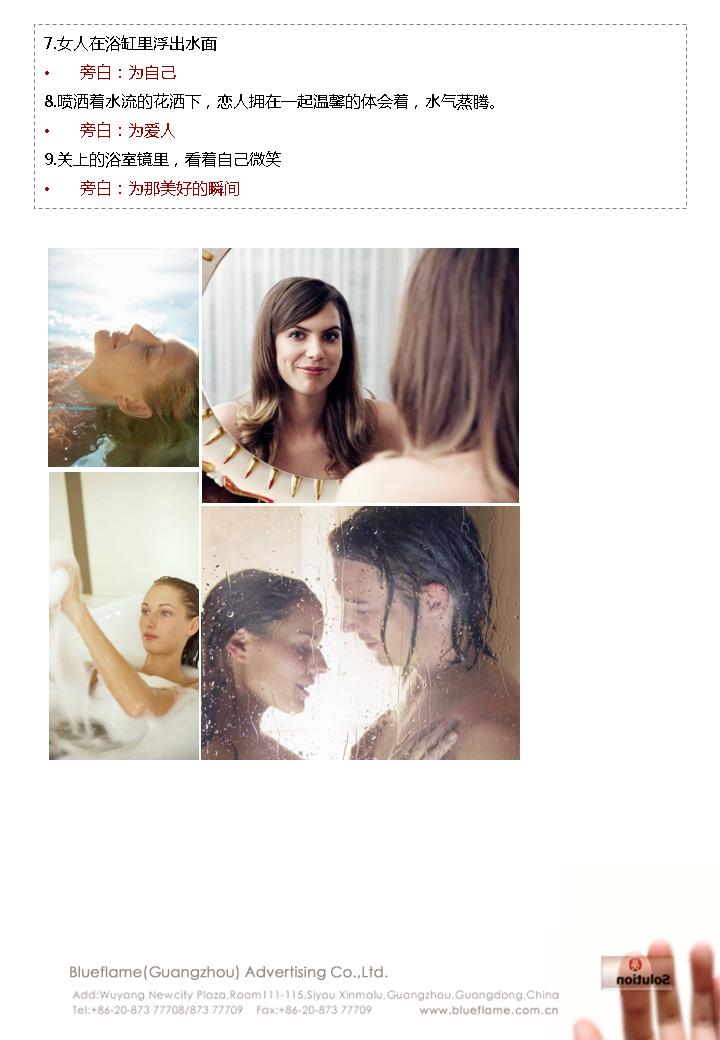 7.女人在浴缸里浮出水面
• 旁白：为自己
8.喷洒着水流的花洒下，恋人拥在一起温馨的体会着，水气蒸腾。
• 旁白：为爱人
9.关上的浴室镜里，看着自己微笑
• 旁白：为那美好的瞬间
Blueflame(Guangzhou) Advertising Co.,Ltd.
Add:Wuyang Newcity Plaza,Room111-115,Siyou Xinmalu,Guangzhou,Guangdong,China
Tel:+86-20-873 77708/873 77709 Fax:+86-20-873 77709 www.blueflame.com.cn
Solution